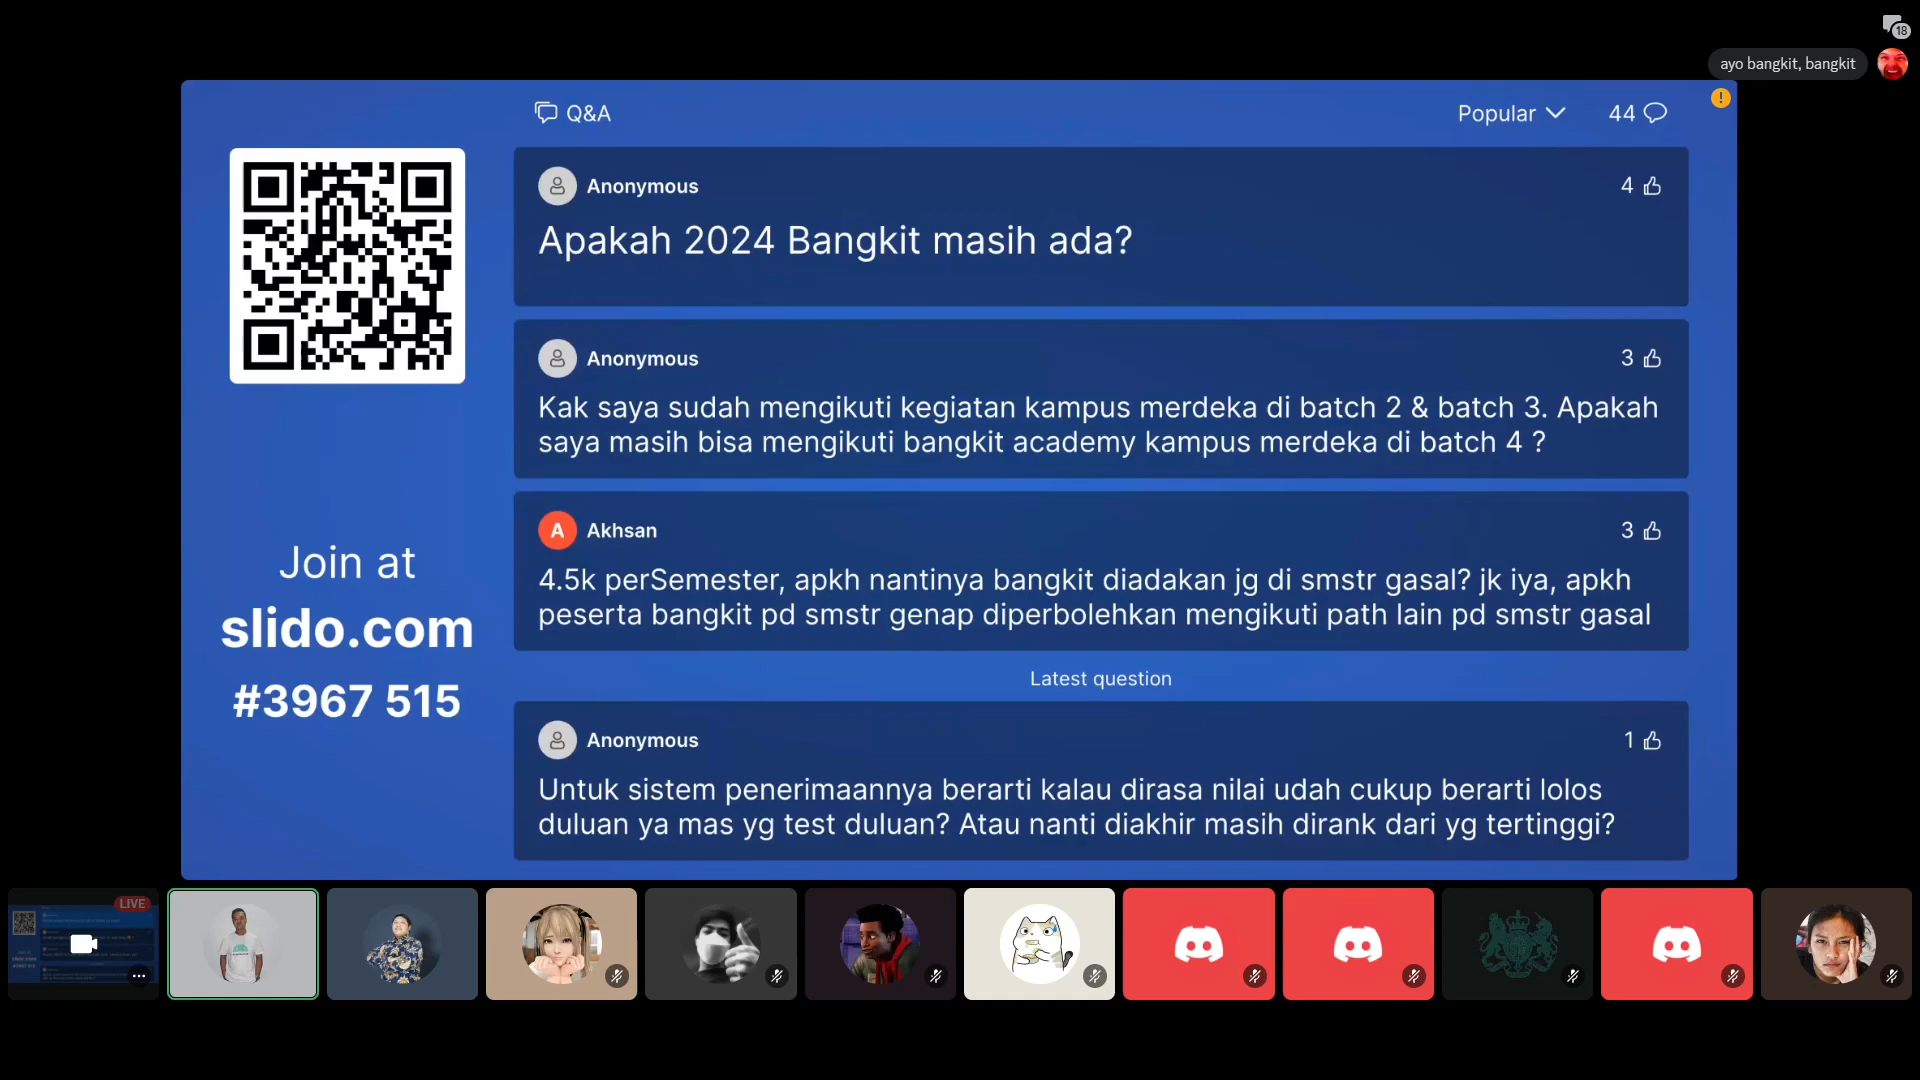 18
ayo bangkit, bangkit
Q&A
Popular
44
Anonymous
4
Apakah 2024 Bangkit masih ada?
Anonymous
3
Kak saya sudah mengikuti kegiatan kampus merdeka di batch 2 & batch 3. Apakah
saya masih bisa mengikuti bangkit academy kampus merdeka di batch 4 ?
A
Akhsan
3
4.5k perSemester, apkh nantinya bangkit diadakan jg di smstr gasal? jk iya, apkh
peserta bangkit pd smstr genap diperbolehkan mengikuti path lain pd smstr gasal
Latest question
Anonymous
1
Untuk sistem penerimaannya berarti kalau dirasa nilai udah cukup berarti lolos
duluan ya mas yg test duluan? Atau nanti diakhir masih dirank dari yg tertinggi?
Join at
slido.com
#3967 515
LIVE